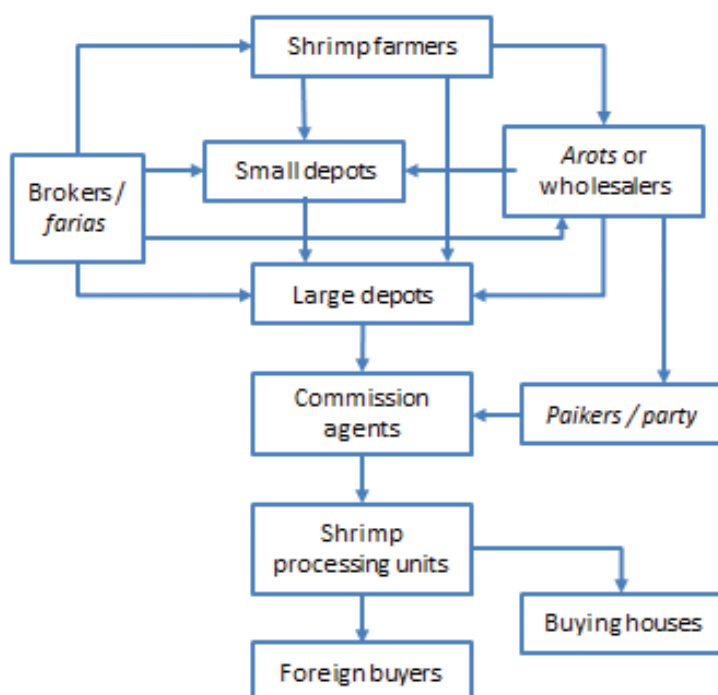 Shrimp farmers
Small depots
Arots or
wholesalers
Brokers /
farias
Large depots
Commission
agents
Paikers / party
Shrimp
processing units
Buying houses
Foreign buyers